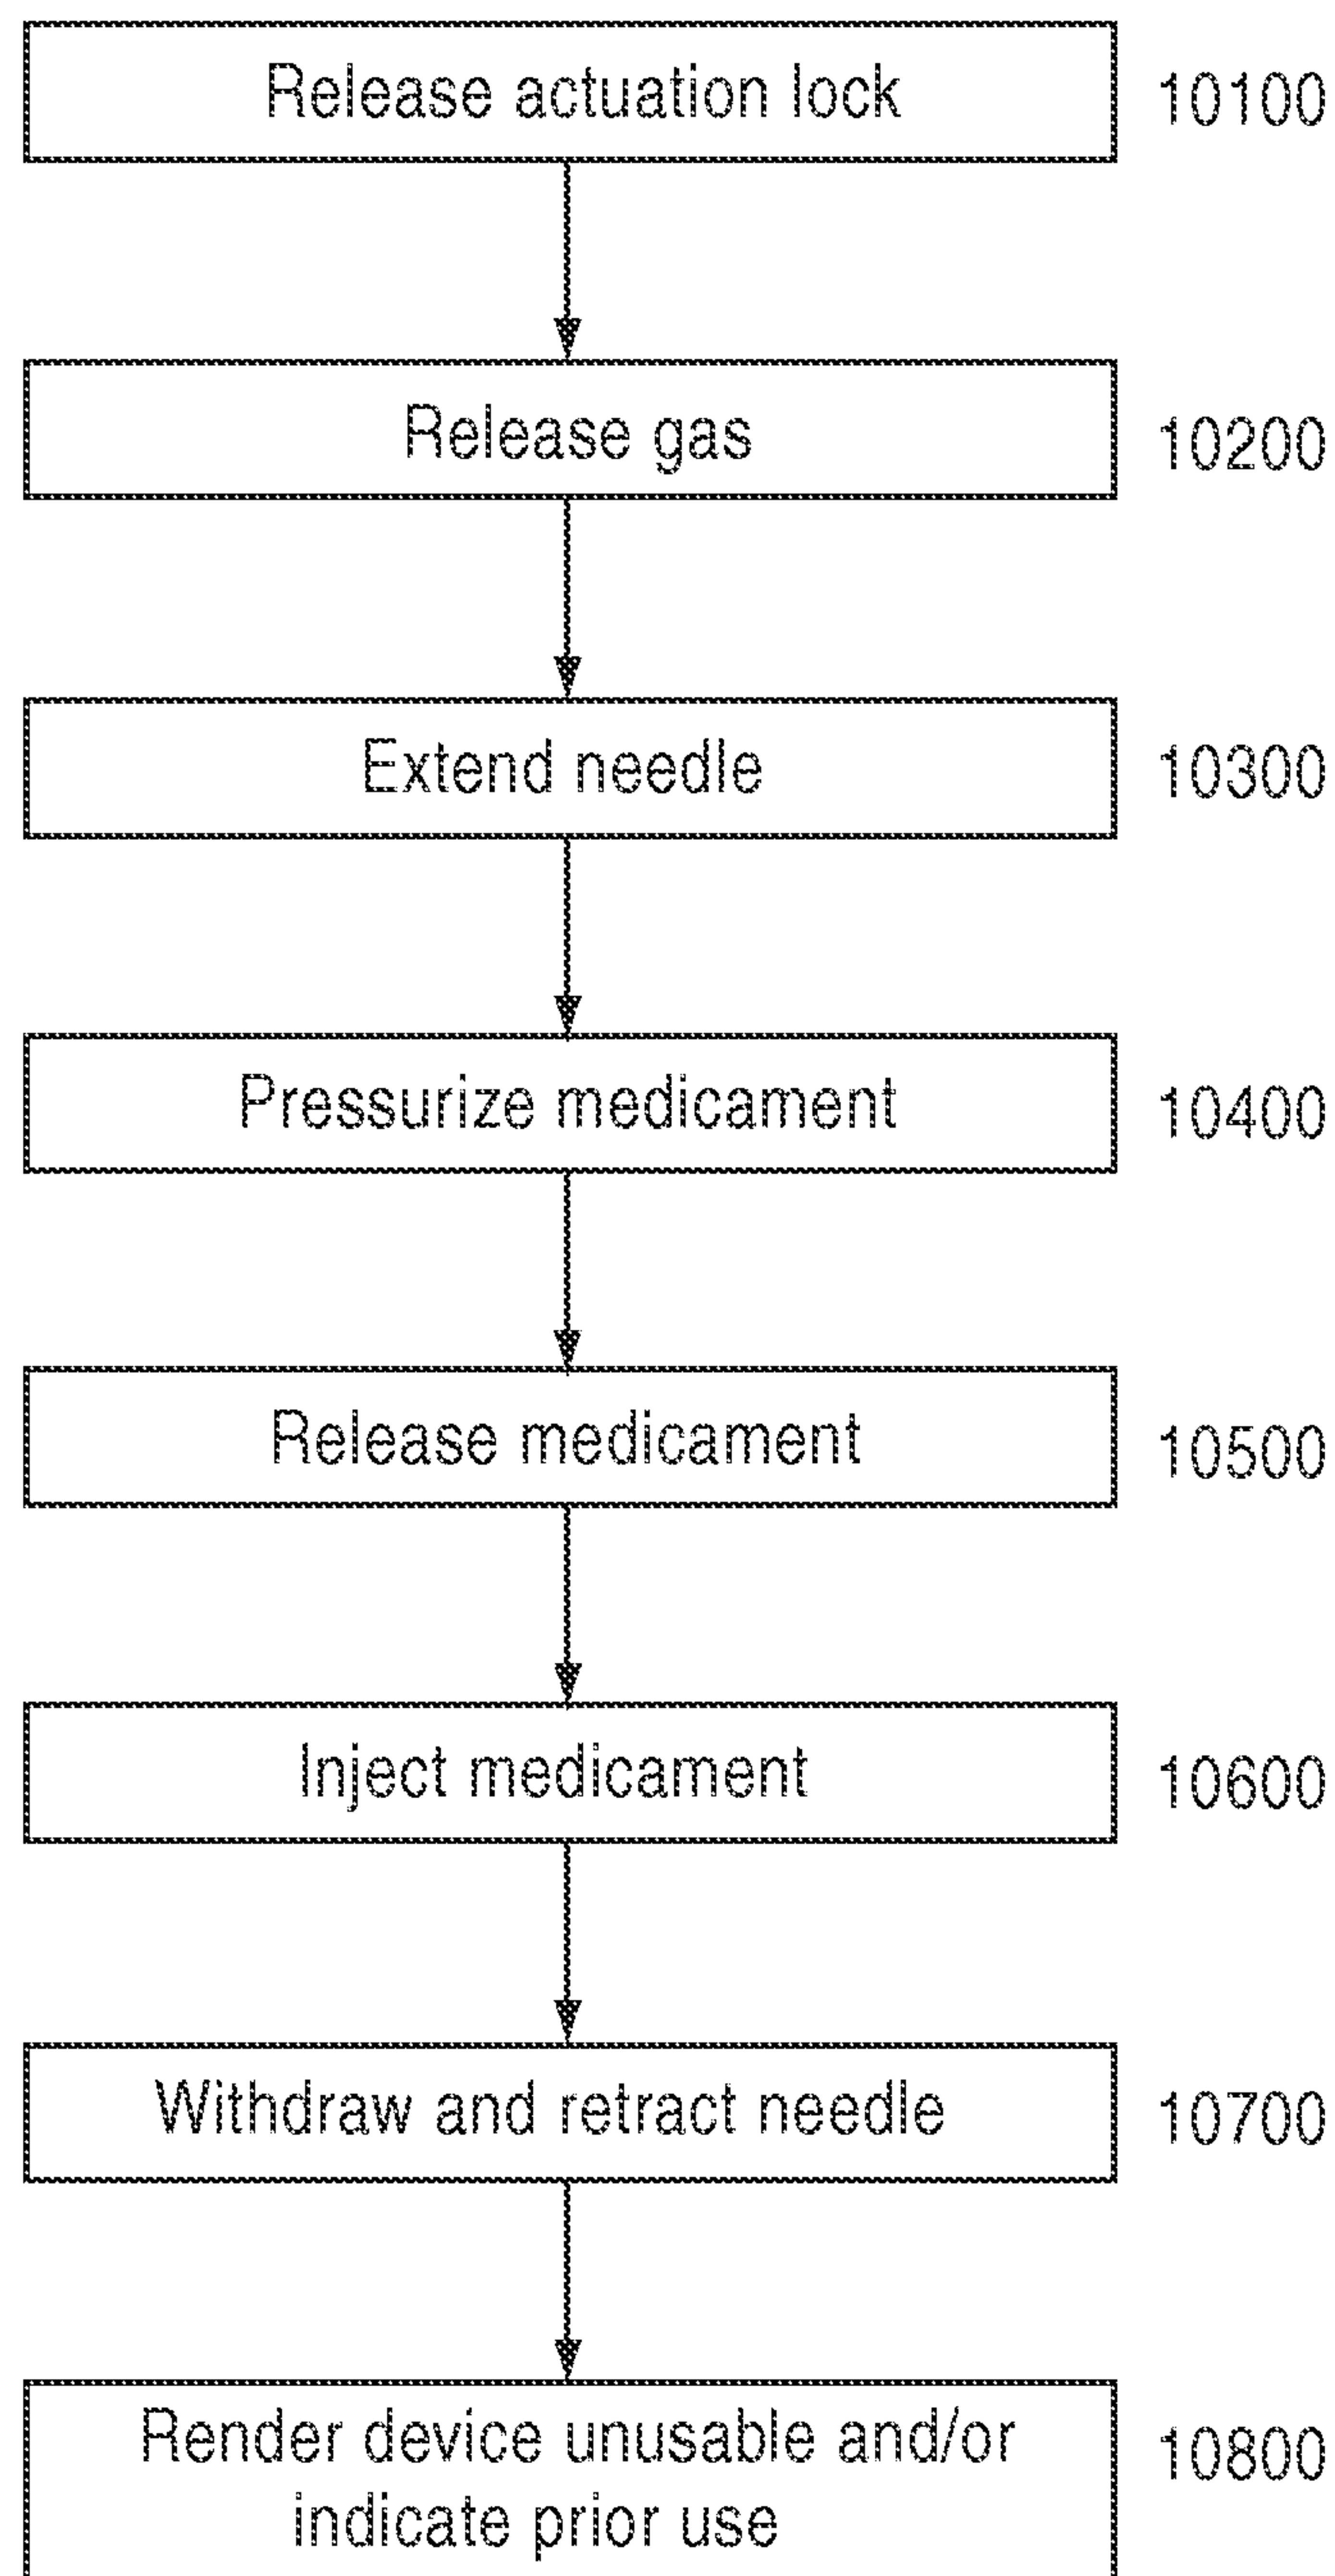 Release actuation lock 10100
Release gas 10200
Extend needle 10300
Pressurize medicament 10400
Release medicament 10500
Inject medicament 10600
Withdraw and retract needle 10700
Render device unusable and/or 10800
indicate prior use